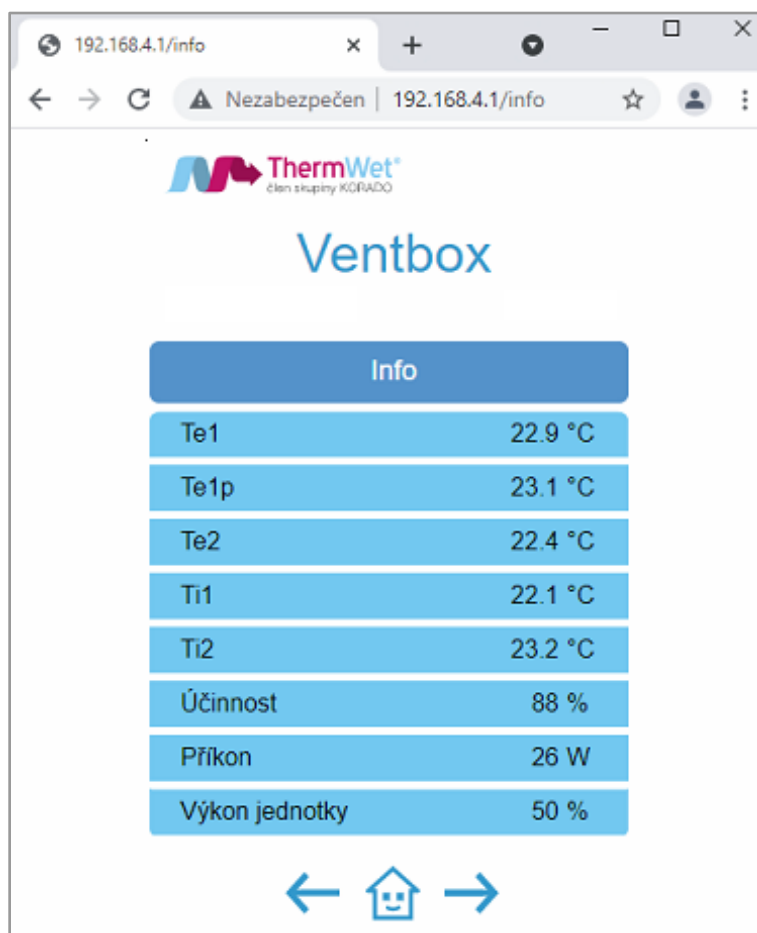 192.168.4.1/info
Nezabezpečen | 192.168.4.1/info
ThermWet®
člen skupiny KORADO
Ventbox
Info
Te1 22.9 °C
Te1p 23.1 °C
Te2 22.4 °C
Ti1 22.1 °C
Ti2 23.2 °C
Účinnost 88 %
Příkon 26 W
Výkon jednotky 50 %